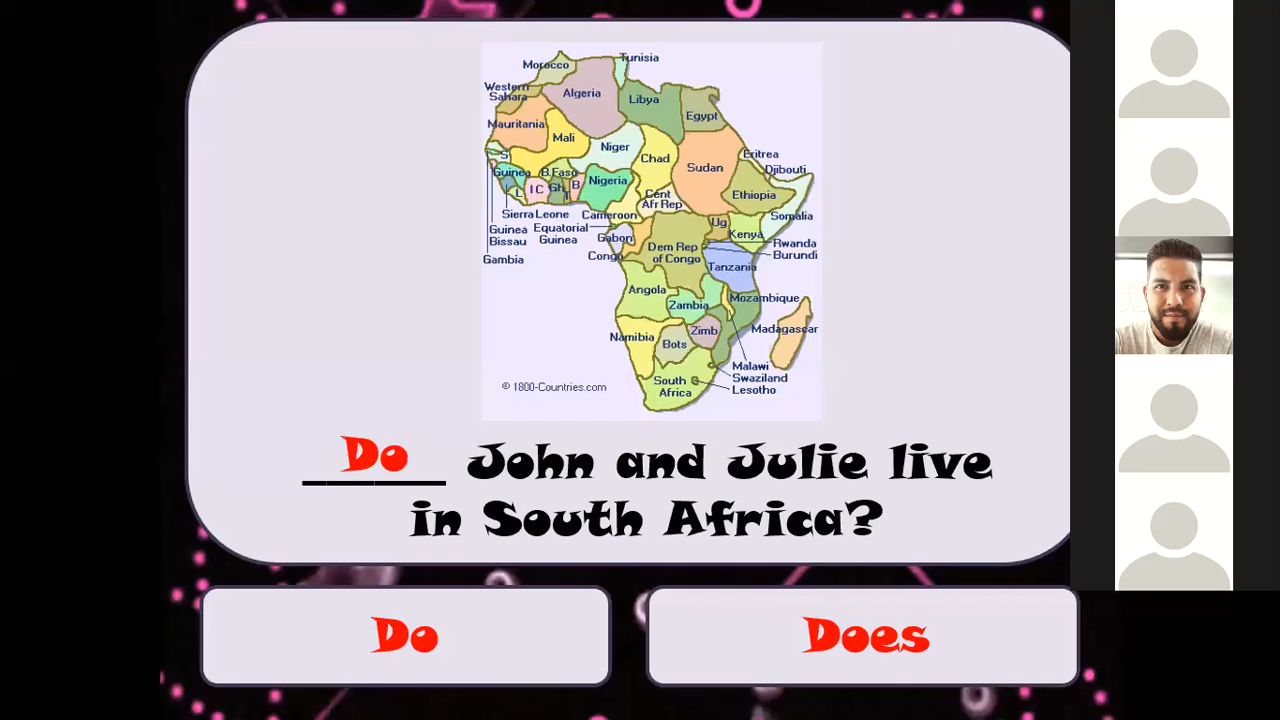 Tunisia
Morocco
Western
Sahara
Algeria
Libya
Egypt
Mauritania
Mali
Niger
Chad
Sudan
Eritrea
Djibouti
S
Guinea
B.Faso
Nigeria
Ethiopia
L
I C
Gh
T
B
Cent
Afr Rep
Somalia
Sierra Leone
Cameroon
Ug
Kenya
Guinea
Bissau
Equatorial
Guinea
Gabon
Dem Rep
of Congo
Rwanda
Burundi
Gambia
Congo
Tanzania
Angola
Zambia
Mozambique
Namibia
Bots
Zimb
Madagascar
Malawi
Swaziland
Lesotho
South
Africa
© 1800-Countries.com
Do John and Julie live
in South Africa?
Do
Does